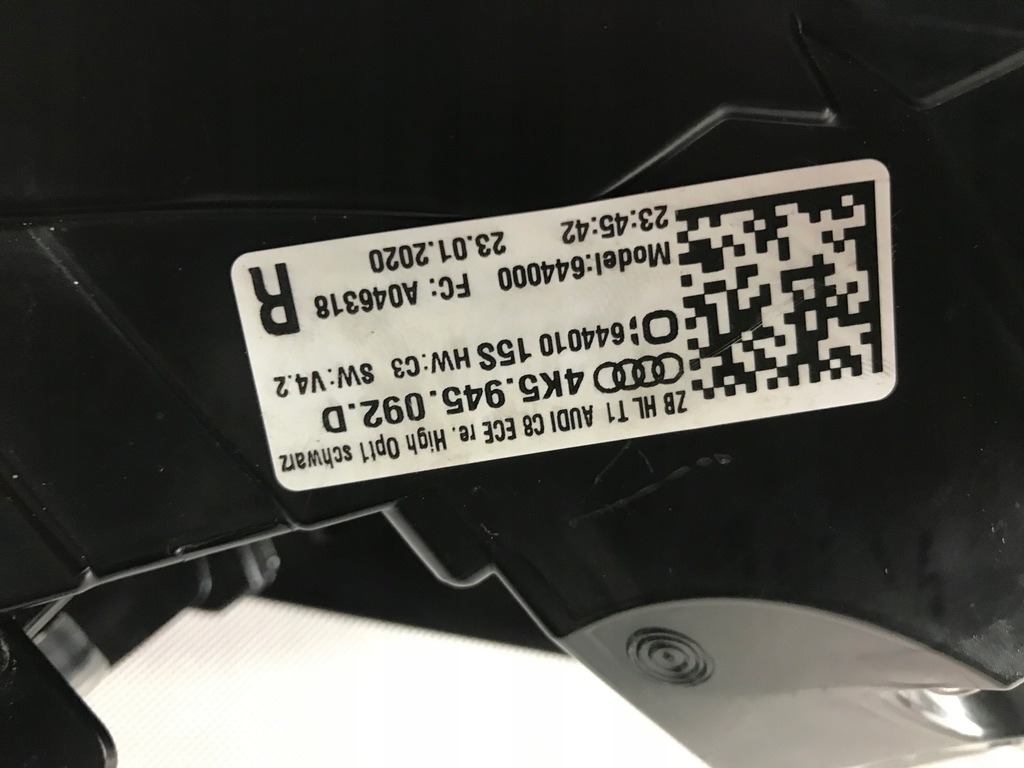 ZB HL T1 AUDI C8 ECE re. High Opt1 schwarz
4K5.945.092.D
644010 15S HW:C3 SW:V4.2
Model:644000 FC: A046318
23:45:42 23.01.2020
R